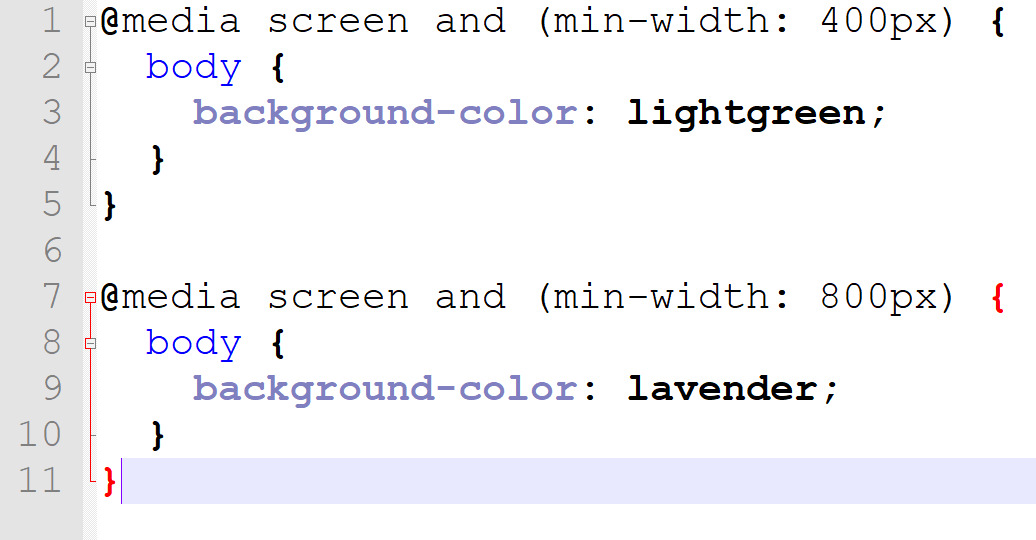 1 @media screen and (min-width: 400px) {
2   body {
3     background-color: lightgreen;
4   }
5 }
6
7 @media screen and (min-width: 800px) {
8   body {
9     background-color: lavender;
10   }
11 }